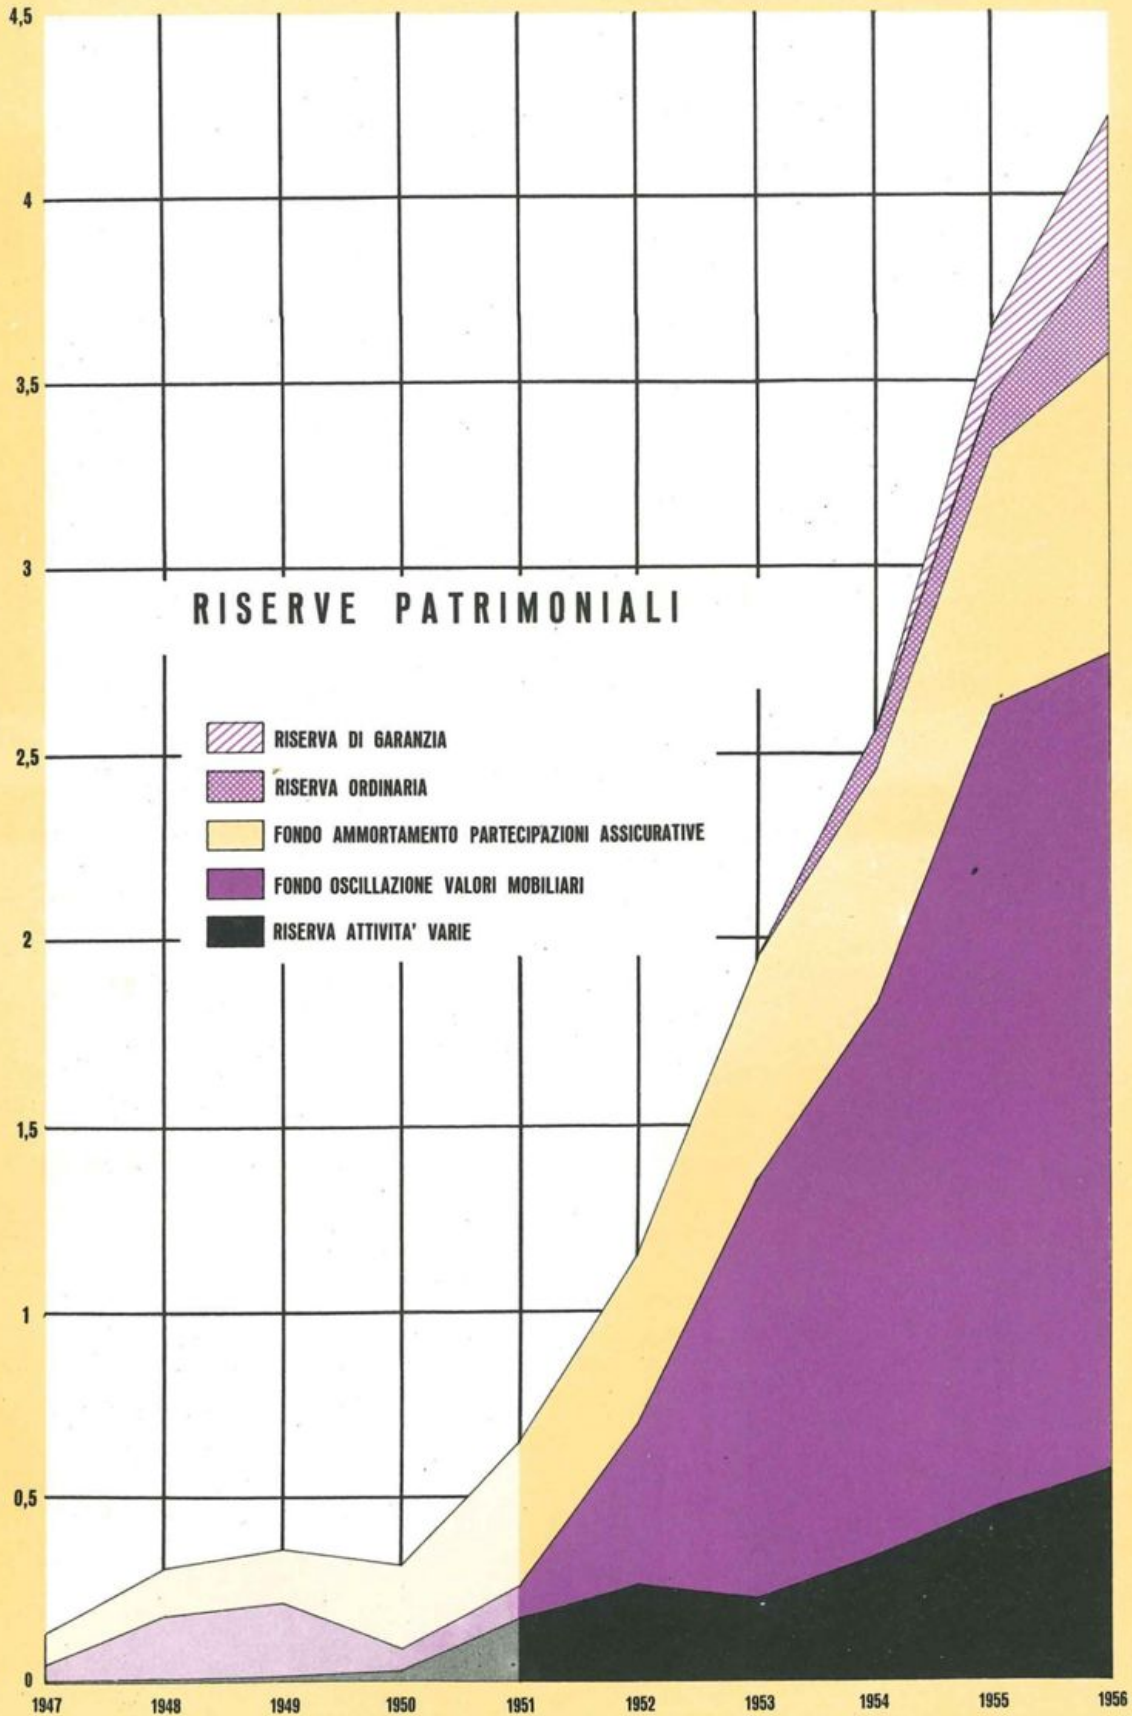 4,5
4
3,5
3
RISERVE PATRIMONIALI
RISERVA DI GARANZIA
2,5
RISERVA ORDINARIA
FONDO AMMORTAMENTO PARTECIPAZIONI ASSICURATIVE
FONDO OSCILLAZIONE VALORI MOBILIARI
RISERVA ATTIVITA' VARIE
2
1,5
1
0,5
0
1947 1948 1949 1950 1951 1952 1953 1954 1955 1956